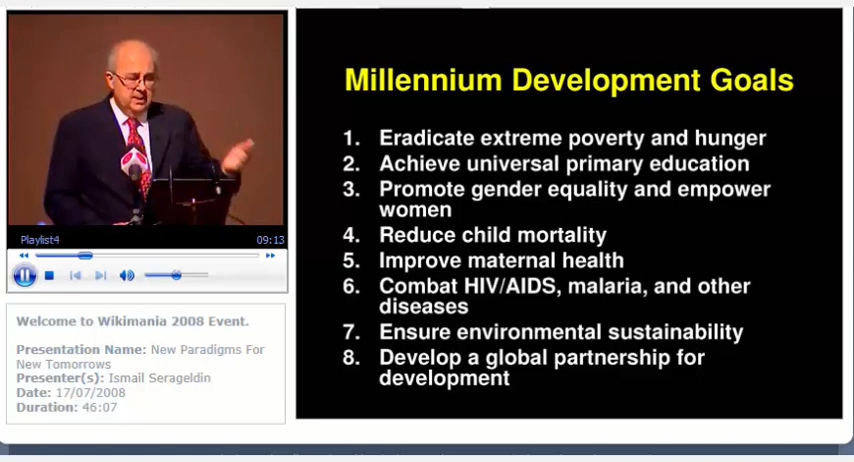 Playlist4
09:13
Welcome to Wikimania 2008 Event.
Presentation Name: New Paradigms For
New Tomorrows
Presenter(s): Ismail Serageldin
Date: 17/07/2008
Duration: 46:07
Millennium Development Goals
1. Eradicate extreme poverty and hunger
2. Achieve universal primary education
3. Promote gender equality and empower
women
4. Reduce child mortality
5. Improve maternal health
6. Combat HIV/AIDS, malaria, and other
diseases
7. Ensure environmental sustainability
8. Develop a global partnership for
development